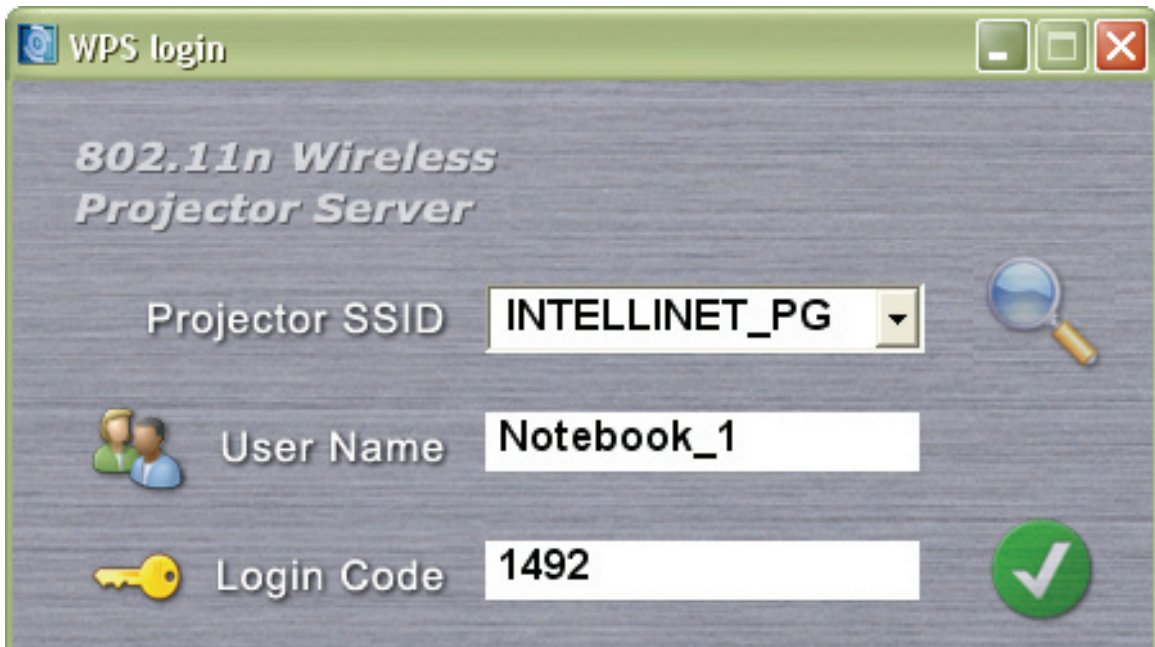 WPS login
802.11n Wireless
Projector Server
Projector SSID INTELLINET_PG
User Name Notebook_1
Login Code 1492